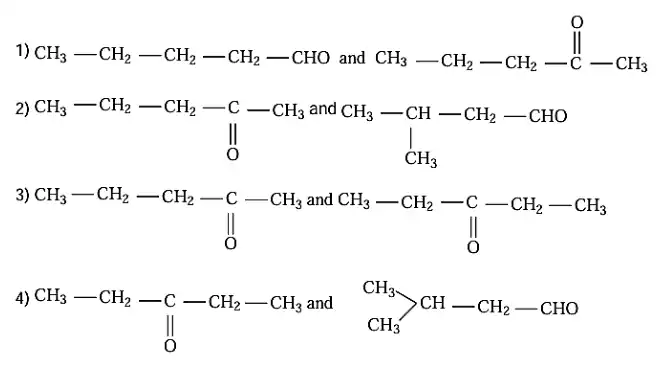 O
||
1) CH₃ —CH₂ —CH₂ —CH₂ —CHO and CH₃ —CH₂ —CH₂ —C —CH₃
2) CH₃ —CH₂ —CH₂ —C —CH₃ and CH₃ —CH —CH₂ —CHO
|| |
O CH₃
3) CH₃ —CH₂ —CH₂ —C —CH₃ and CH₃ —CH₂ —C —CH₂ —CH₃
|| ||
O O
4) CH₃ —CH₂ —C —CH₂ —CH₃ and CH₃>CH —CH₂ —CHO
|| CH₃
O